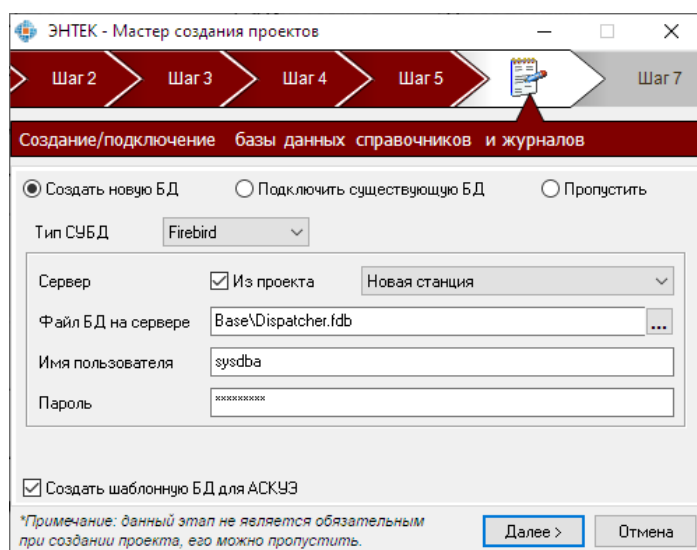 ЭНТЕК - Мастер создания проектов
Шаг 2 Шаг 3 Шаг 4 Шаг 5 Шаг 7
Создание/подключение базы данных справочников и журналов
Создать новую БД Подключить существующую БД Пропустить
Тип СУБД Firebird
Сервер Из проекта Новая станция
Файл БД на сервере Base\Dispatcher.fdb ...
Имя пользователя sysdba
Пароль *********
Создать шаблонную БД для АСКУЭ
*Примечание: данный этап не является обязательным
при создании проекта, его можно пропустить.
Далее > Отмена